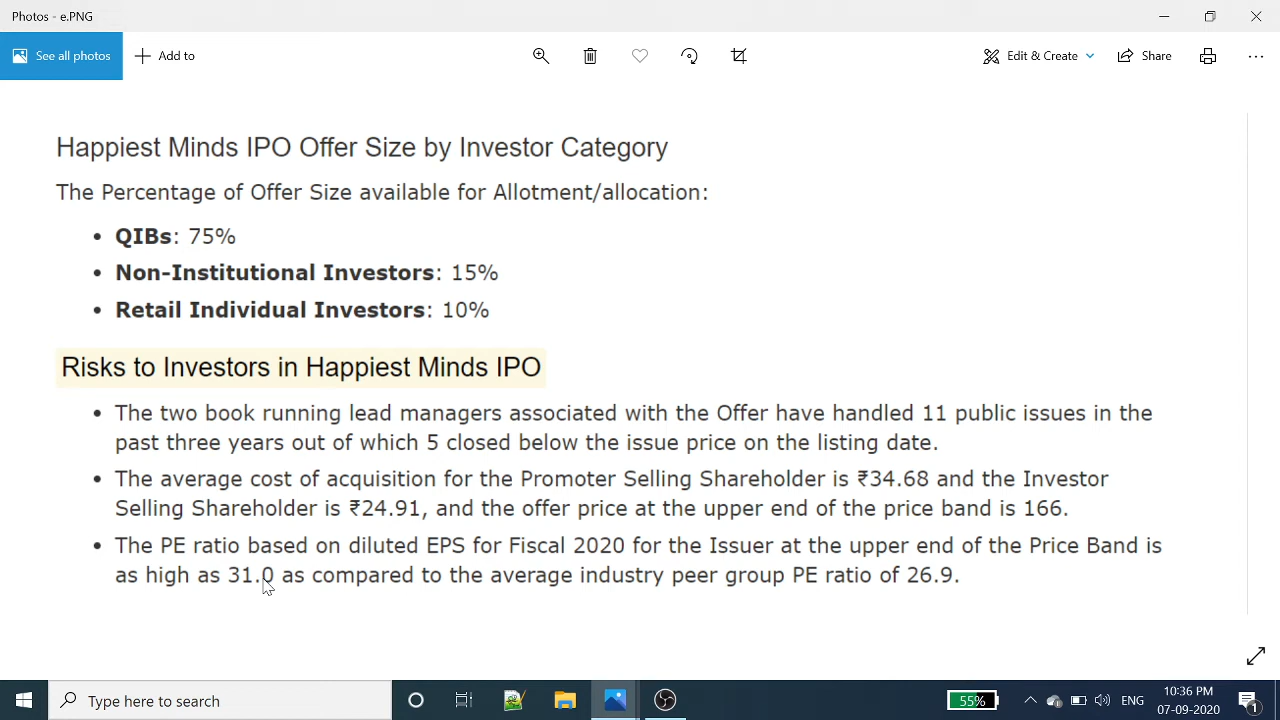 Photos - e.PNG
See all photos
Add to
Edit & Create
Share
Happiest Minds IPO Offer Size by Investor Category
The Percentage of Offer Size available for Allotment/allocation:
• QIBs: 75%
• Non-Institutional Investors: 15%
• Retail Individual Investors: 10%
Risks to Investors in Happiest Minds IPO
• The two book running lead managers associated with the Offer have handled 11 public issues in the
past three years out of which 5 closed below the issue price on the listing date.
• The average cost of acquisition for the Promoter Selling Shareholder is ₹34.68 and the Investor
Selling Shareholder is ₹24.91, and the offer price at the upper end of the price band is 166.
• The PE ratio based on diluted EPS for Fiscal 2020 for the Issuer at the upper end of the Price Band is
as high as 31.0 as compared to the average industry peer group PE ratio of 26.9.
Type here to search
55%
ENG
10:36 PM
07-09-2020
1